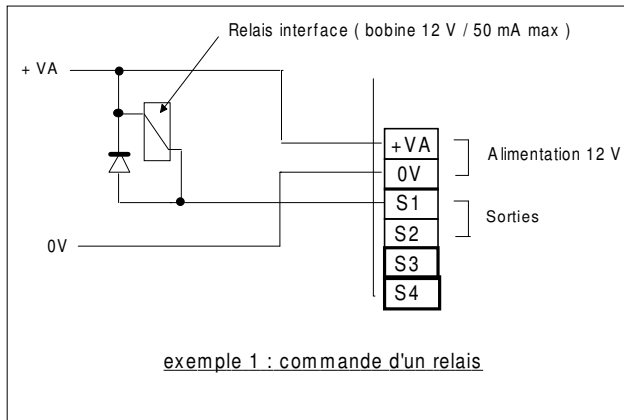 Relais interface ( bobine 12 V / 50 mA max )
+ VA
+VA
Alimentation 12 V
0V
S1
Sorties
S2
0V
S3
S4
exemple 1 : commande d'un relais